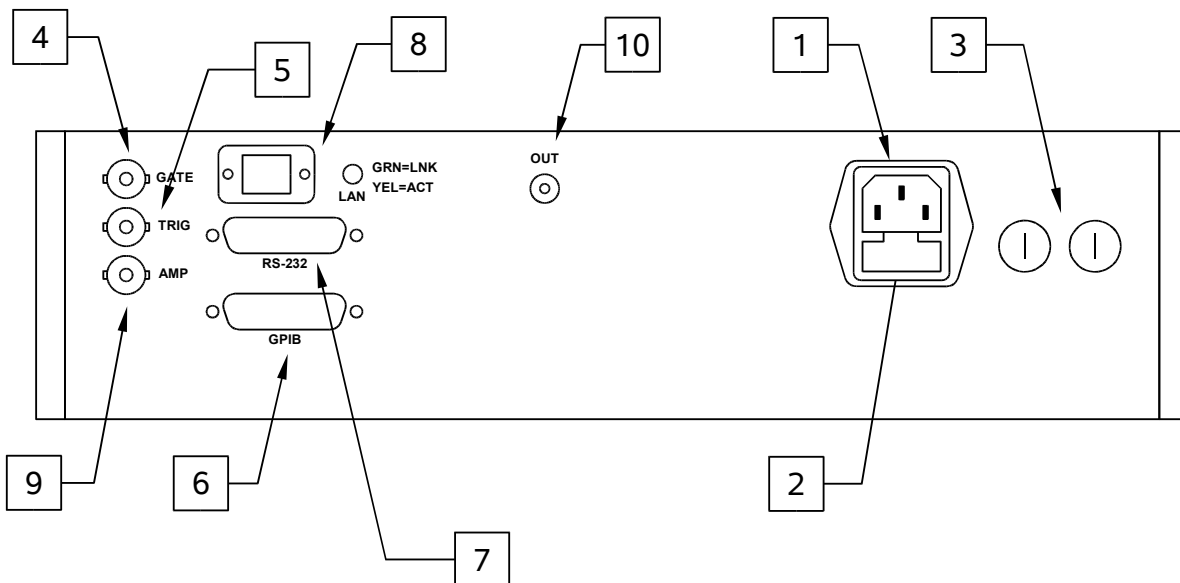 4
5
8
10
1
3
GATE
TRIG
AMP
GRN=LNK
YEL=ACT
LAN
RS-232
GPIB
OUT
9
6
7
2